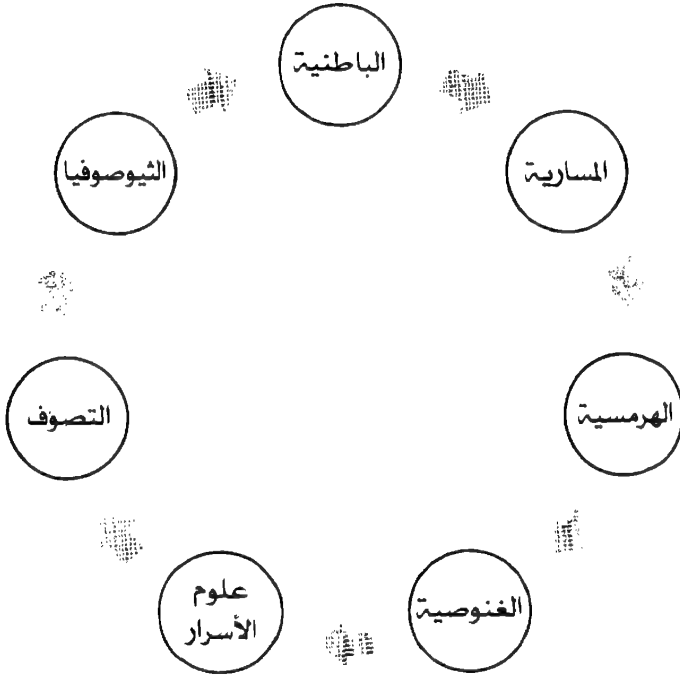 الباطنية
المسارية
الهرمسية
الغنوصية
علوم
الأسرار
التصوف
الثيوصوفيا